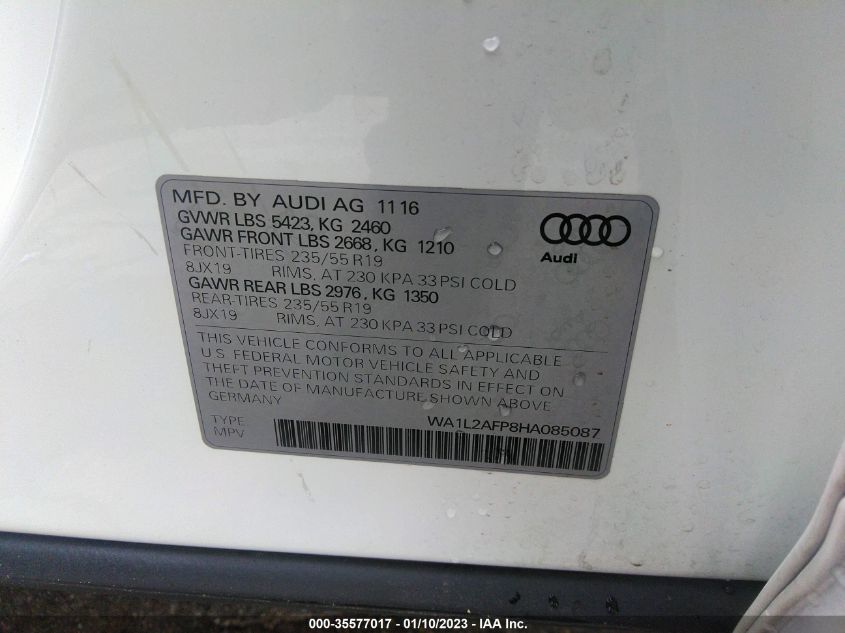 MFD. BY AUDI AG 11 16
GVWR LBS 5423, KG 2460
GAWR FRONT LBS 2668, KG 1210
FRONT-TIRES 235/55 R19
8JX19 RIMS, AT 230 KPA 33 PSI COLD
GAWR REAR LBS 2976, KG 1350
REAR-TIRES 235/55 R19
8JX19 RIMS, AT 230 KPA 33 PSI COLD
Audi
THIS VEHICLE CONFORMS TO ALL APPLICABLE
U.S. FEDERAL MOTOR VEHICLE SAFETY AND
THEFT PREVENTION STANDARDS IN EFFECT ON
THE DATE OF MANUFACTURE SHOWN ABOVE
GERMANY
TYPE WA1L2AFP8HA085087
MPV
000-35577017 - 01/10/2023 - IAA Inc.